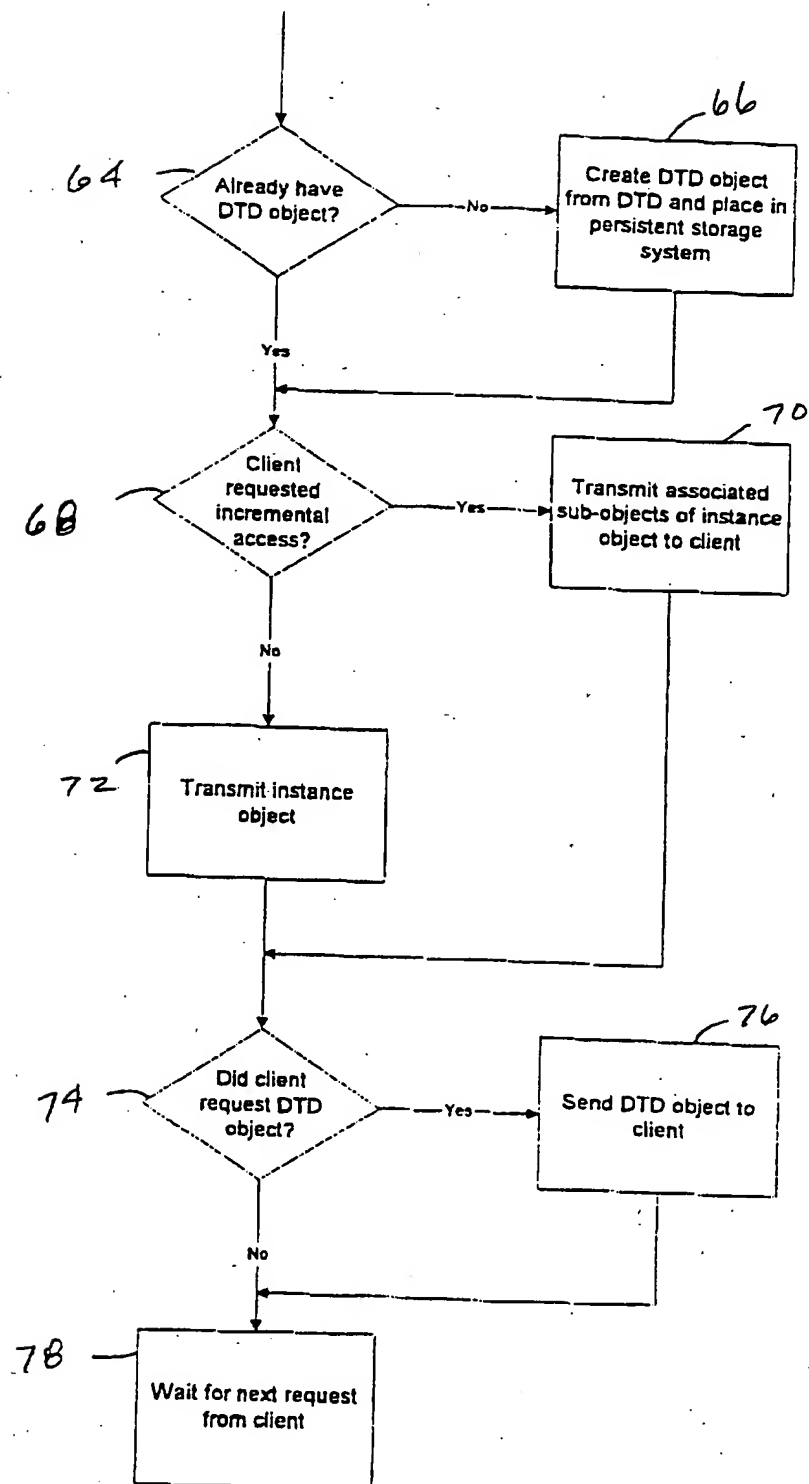 66
64
Already have
DTD object?
No
Create DTD object
from DTD and place in
persistent storage
system
Yes
70
68
Client
requested
incremental
access?
Yes
Transmit associated
sub-objects of instance
object to client
No
72
Transmit instance
object
76
74
Did client
request DTD
object?
Yes
Send DTD object to
client
No
78
Wait for next request
from client